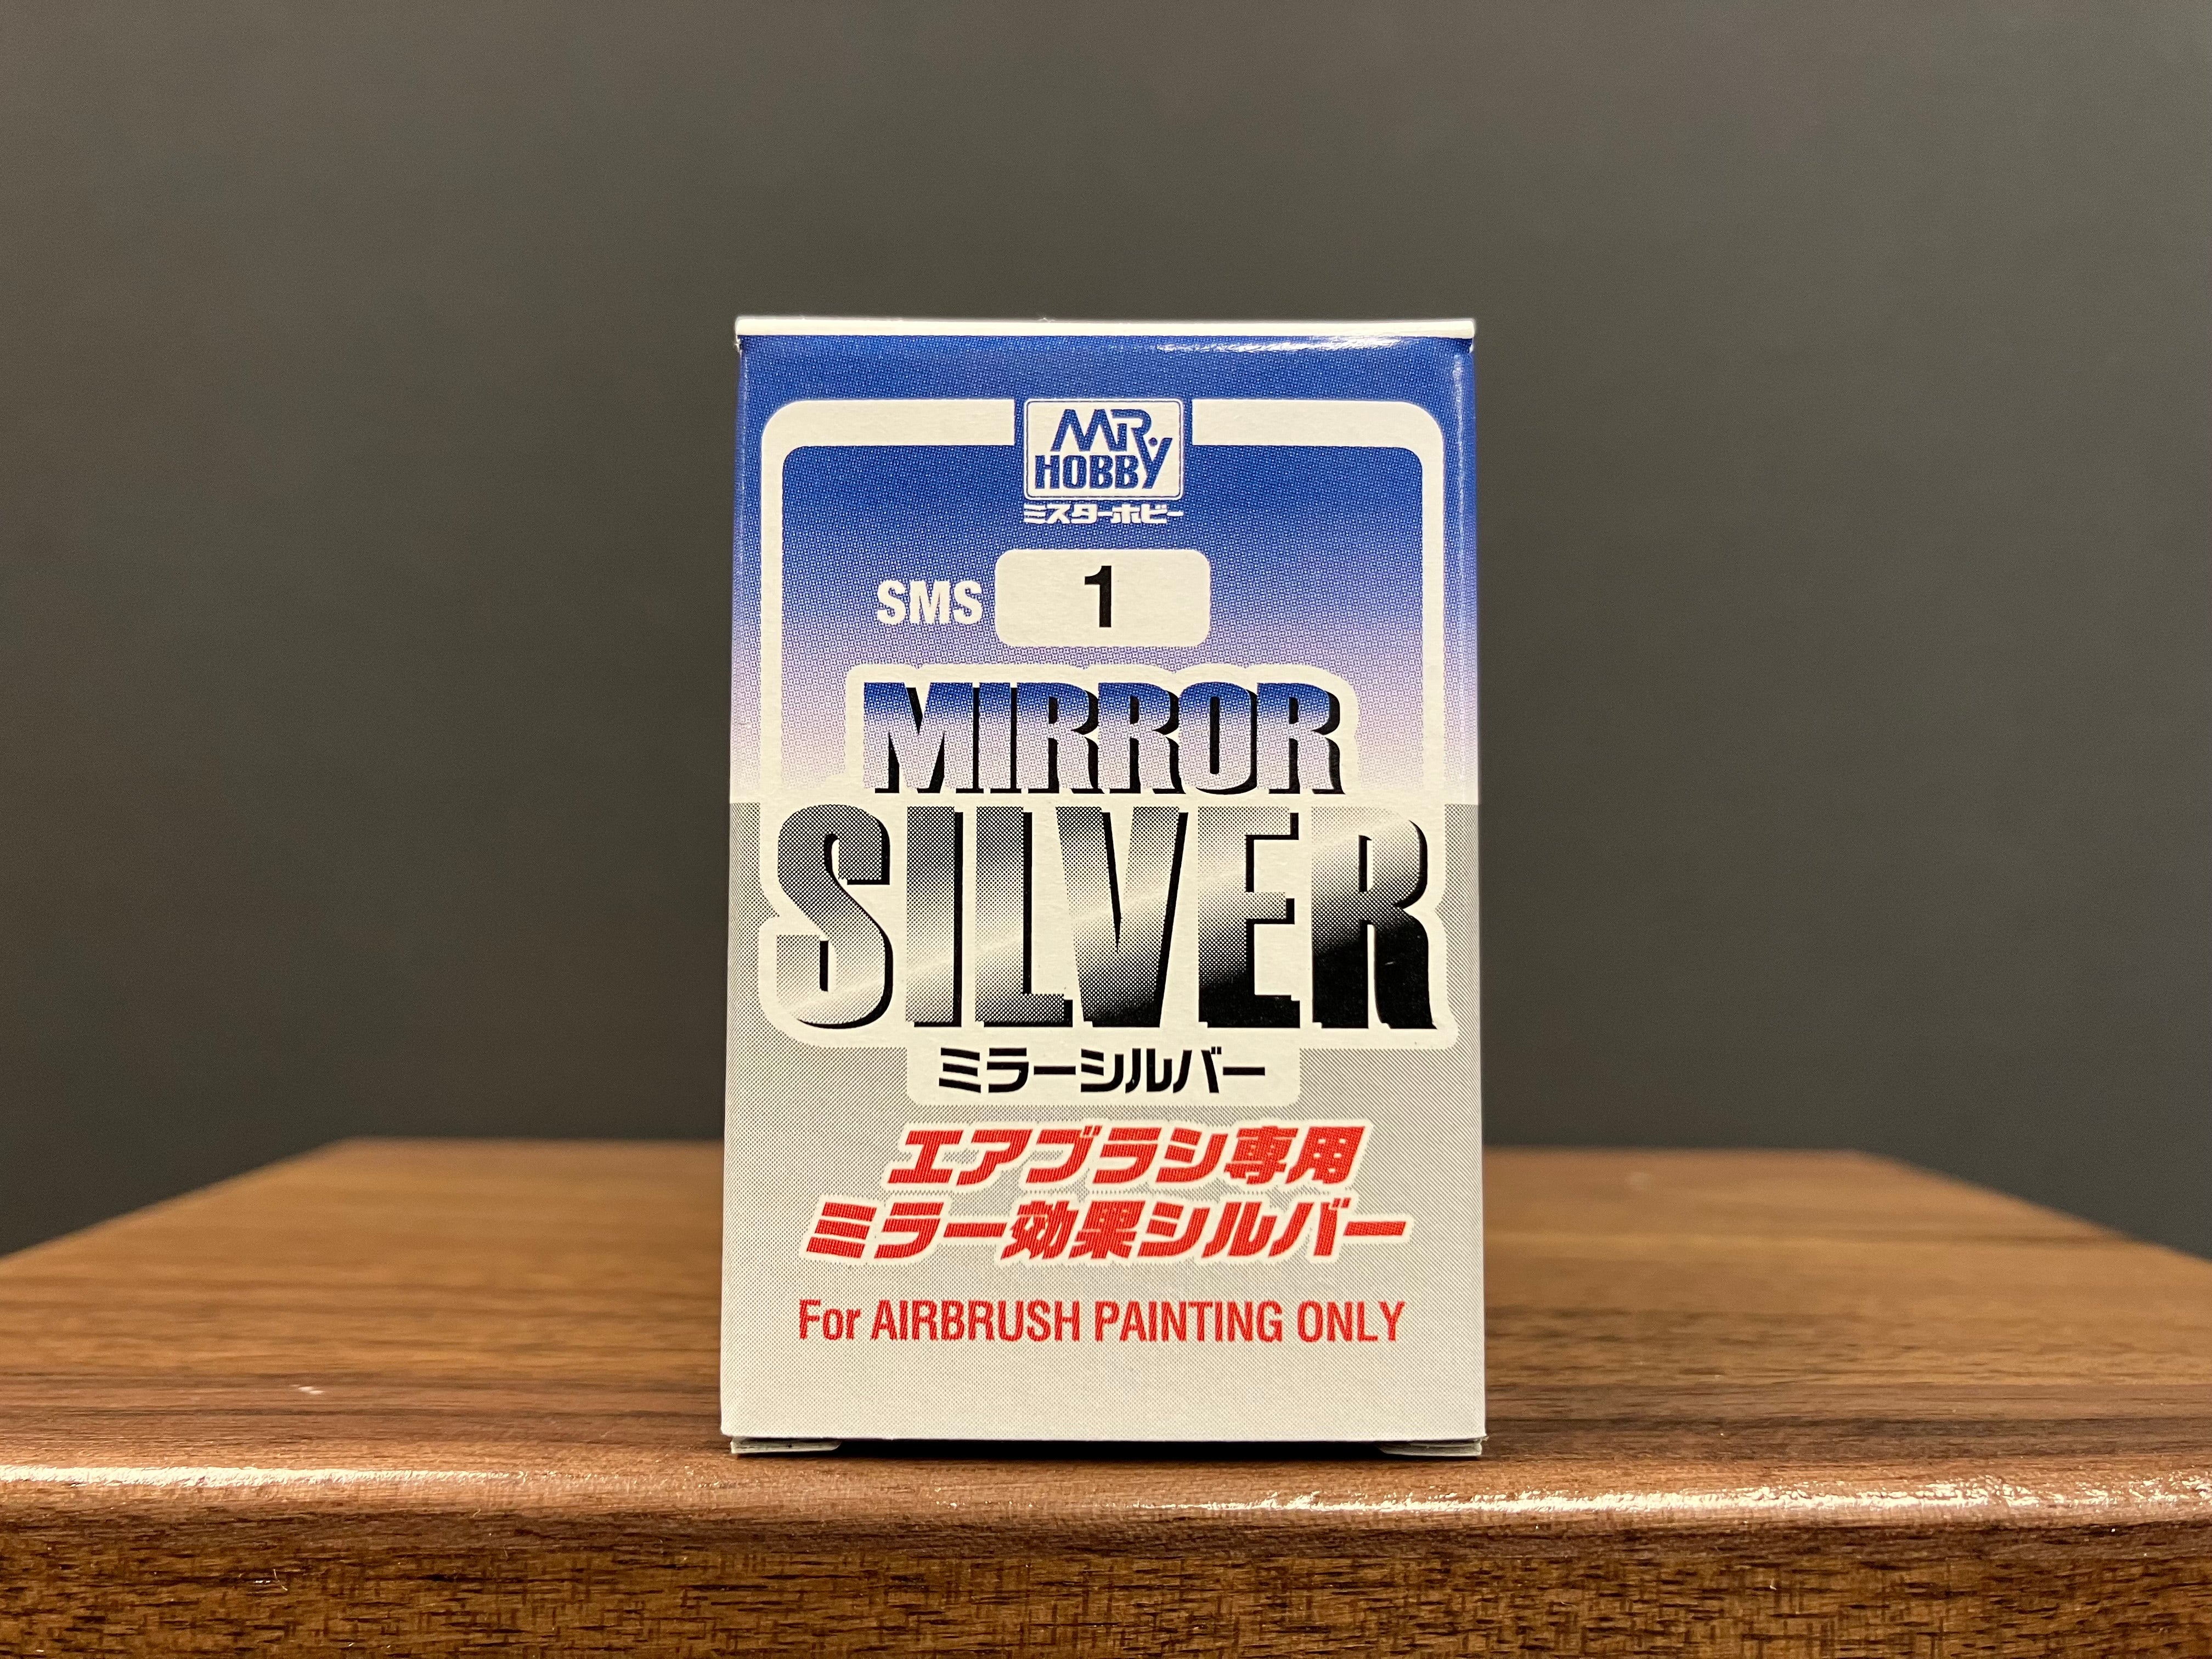 MR
HOBBY
ミスターホビー
SMS 1
MIRROR
SILVER
ミラーシルバー
エアブラシ専用
ミラー効果シルバー
For AIRBRUSH PAINTING ONLY